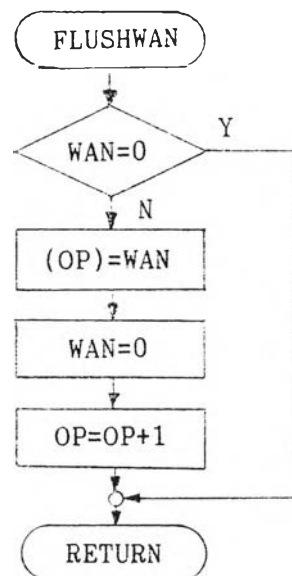 FLUSHWAN
WAN=0
Y
N
(OP)=WAN
WAN=0
OP=OP+1
RETURN